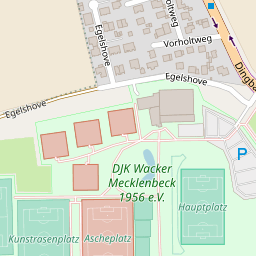 Egelshove
Vorholtweg
Egelshove
Egelshove
P
DJK Wacker
Mecklenbeck
1956 e.V.
Hauptplatz
Kunstrasenplatz
Ascheplatz